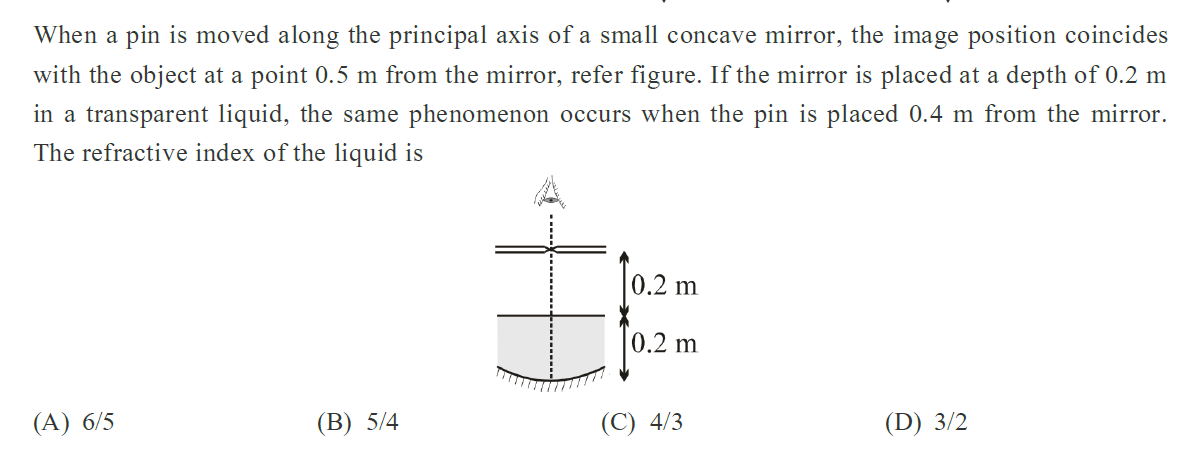 When a pin is moved along the principal axis of a small concave mirror, the image position coincides
with the object at a point 0.5 m from the mirror, refer figure. If the mirror is placed at a depth of 0.2 m
in a transparent liquid, the same phenomenon occurs when the pin is placed 0.4 m from the mirror.
The refractive index of the liquid is
0.2 m
0.2 m
(A) 6/5 (B) 5/4 (C) 4/3 (D) 3/2